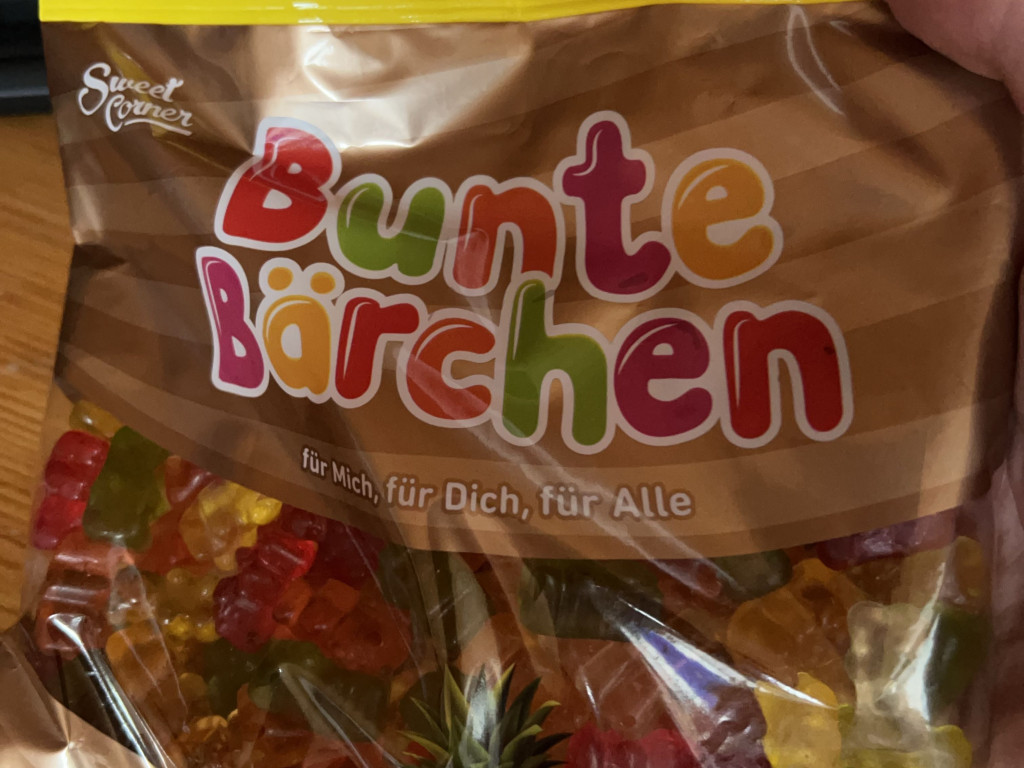 Sweet
Corner
Bunte
Bärchen
für Mich, für Dich, für Alle